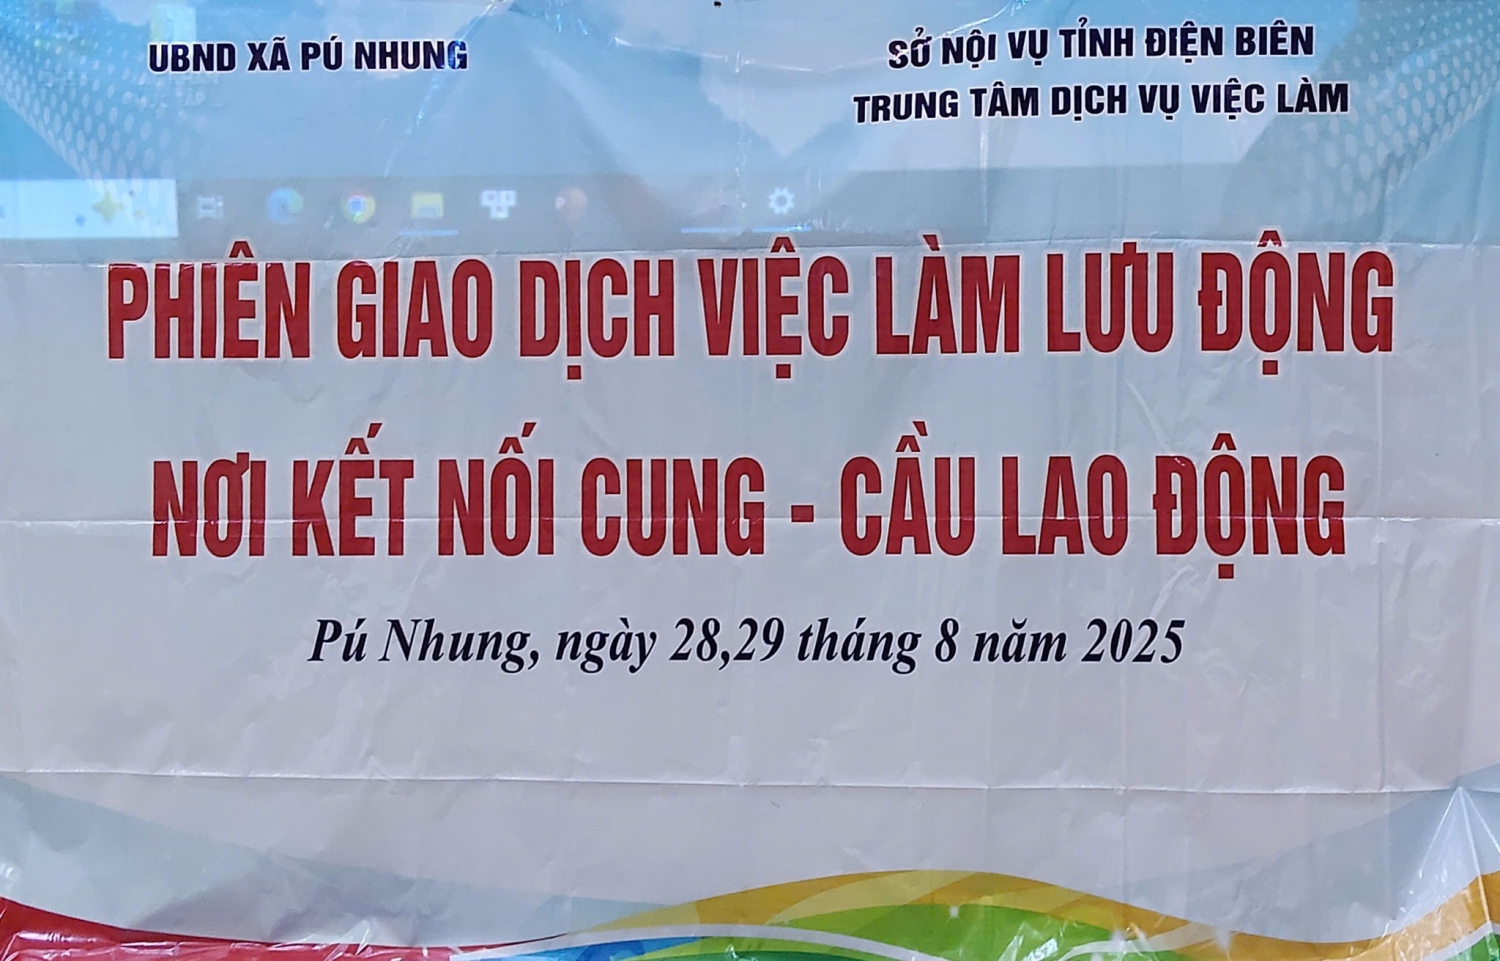 UBND XÃ PÚ NHUNG
SỞ NỘI VỤ TỈNH ĐIỆN BIÊN
TRUNG TÂM DỊCH VỤ VIỆC LÀM
PHIÊN GIAO DỊCH VIỆC LÀM LƯU ĐỘNG
NƠI KẾT NỐI CUNG - CẦU LAO ĐỘNG
Pú Nhung, ngày 28,29 tháng 8 năm 2025